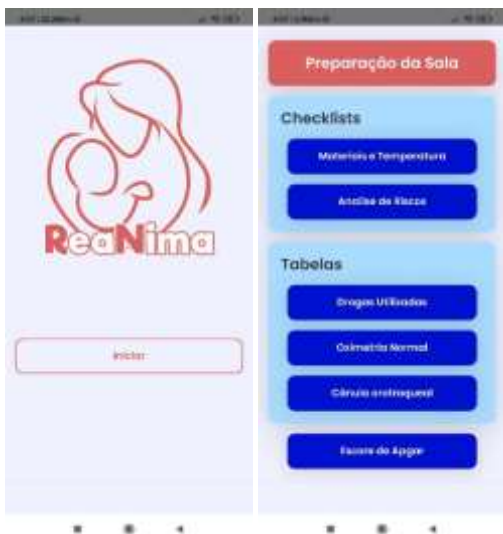 ReaNima
Iniciar
Preparação da Sala
Checklists
Materiais e Temperatura
Análise de Riscos
Tabelas
Drogas Utilizadas
Oximetria Normal
Cânula orotraqueal
Escore de Apgar